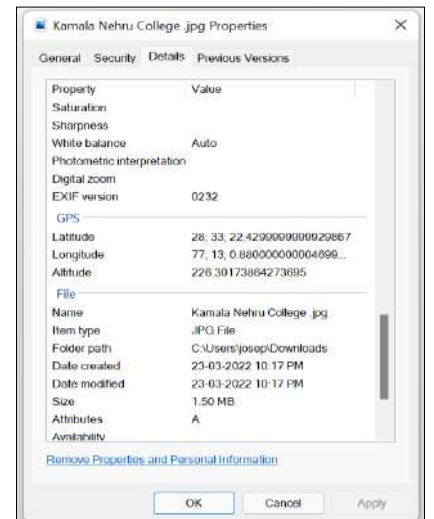 Kamala Nehru College .jpg Properties
General Security Details Previous Versions
Property Value
Saturation
Sharpness
White balance Auto
Photometric interpretation
Digital zoom
EXIF version 0232
GPS
Latitude 28; 33; 22.4299999999929867
Longitude 77; 13; 0.880000000004699...
Altitude 226.30173864273695
File
Name Kamala Nehru College .jpg
Item type JPG File
Folder path C:\Users\josep\Downloads
Date created 23-03-2022 10:17 PM
Date modified 23-03-2022 10:17 PM
Size 1.50 MB
Attributes A
Availability
Remove Properties and Personal Information
OK Cancel Apply